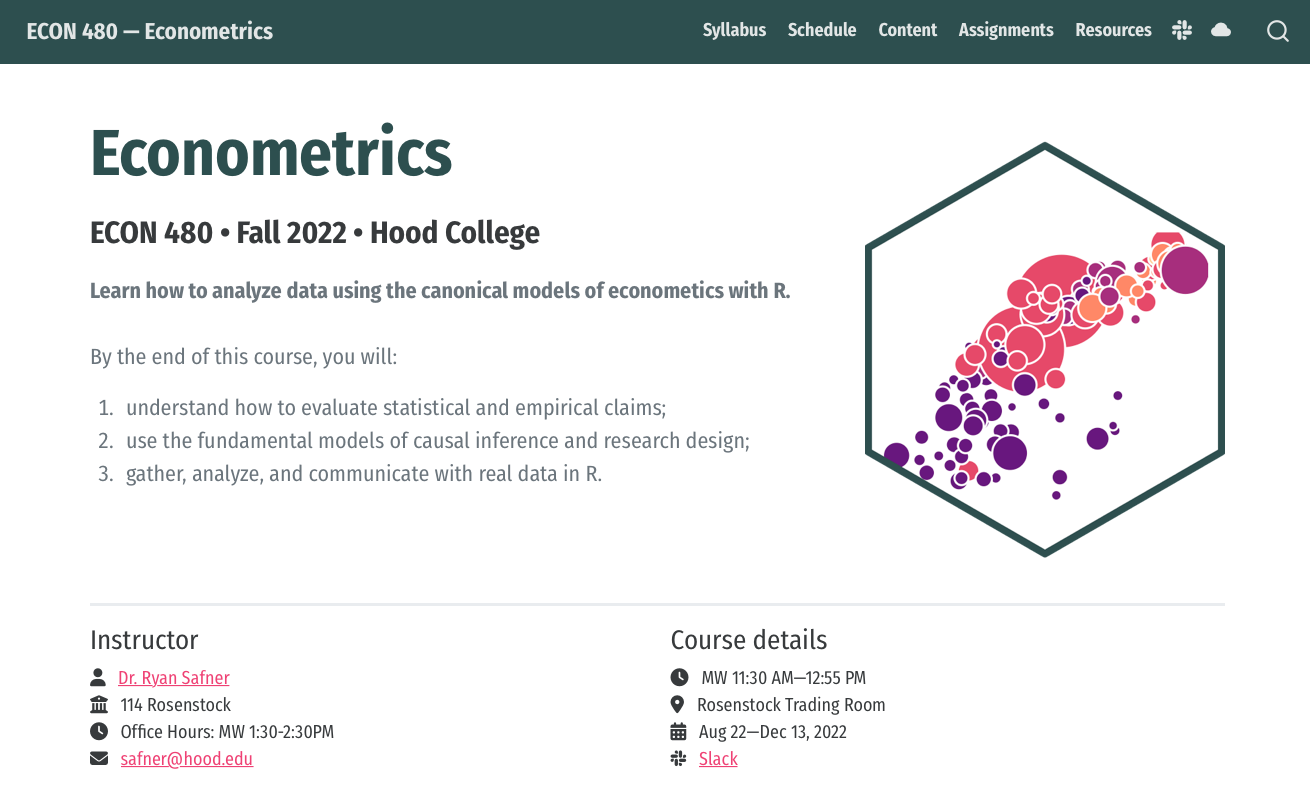 ECON 480 — Econometrics
Syllabus Schedule Content Assignments Resources
Econometrics
ECON 480 • Fall 2022 • Hood College
Learn how to analyze data using the canonical models of econometics with R.
By the end of this course, you will:
1. understand how to evaluate statistical and empirical claims;
2. use the fundamental models of causal inference and research design;
3. gather, analyze, and communicate with real data in R.
Instructor
Dr. Ryan Safner
114 Rosenstock
Office Hours: MW 1:30-2:30PM
safner@hood.edu
Course details
MW 11:30 AM—12:55 PM
Rosenstock Trading Room
Aug 22—Dec 13, 2022
Slack